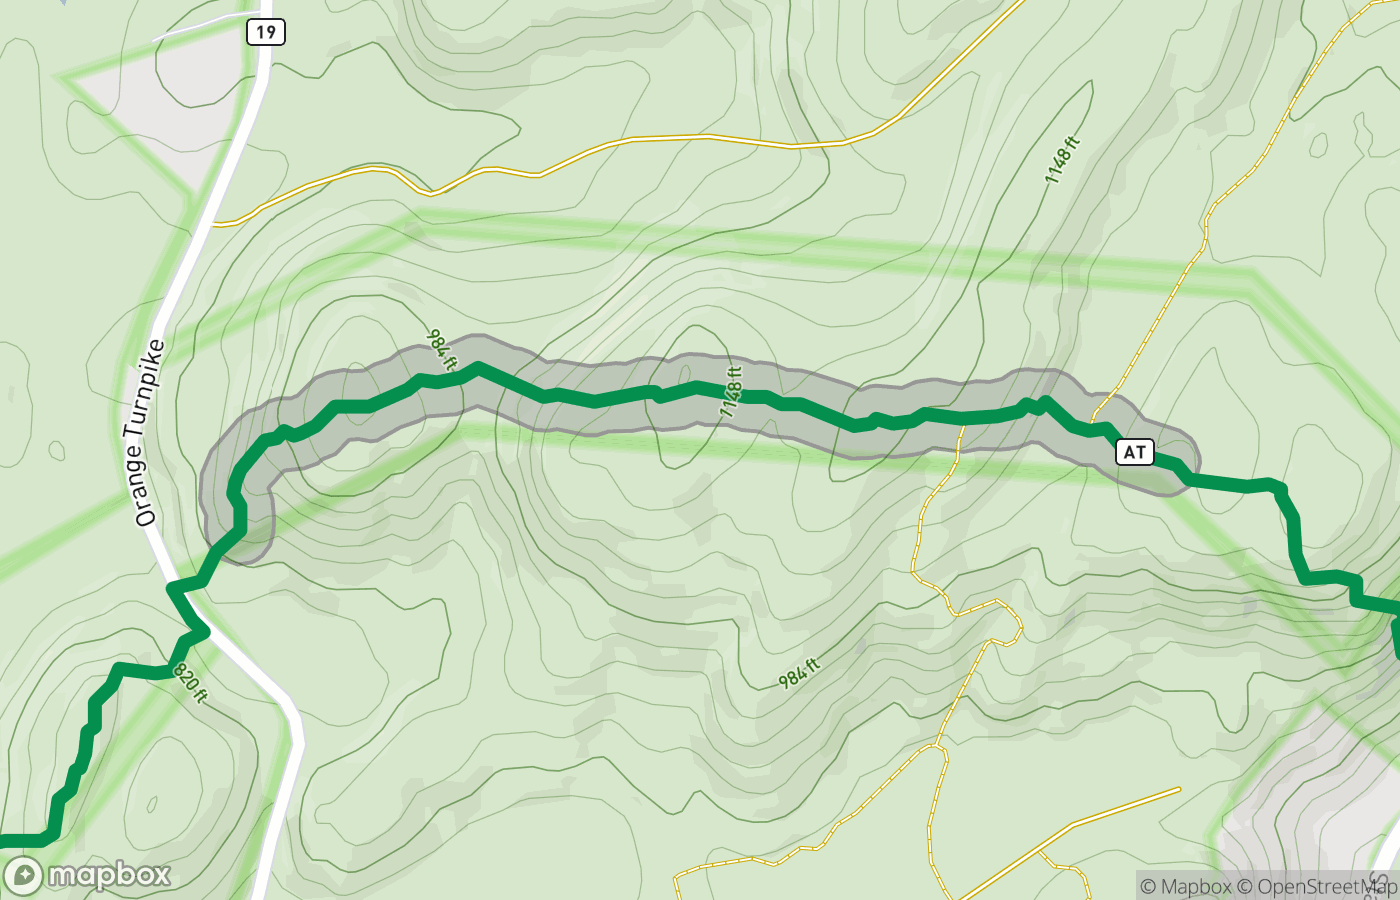 19
1148 ft
984 ft
Orange Turnpike
1148 ft
AT
984 ft
820 ft
mapbox
© Mapbox © OpenStreetMap